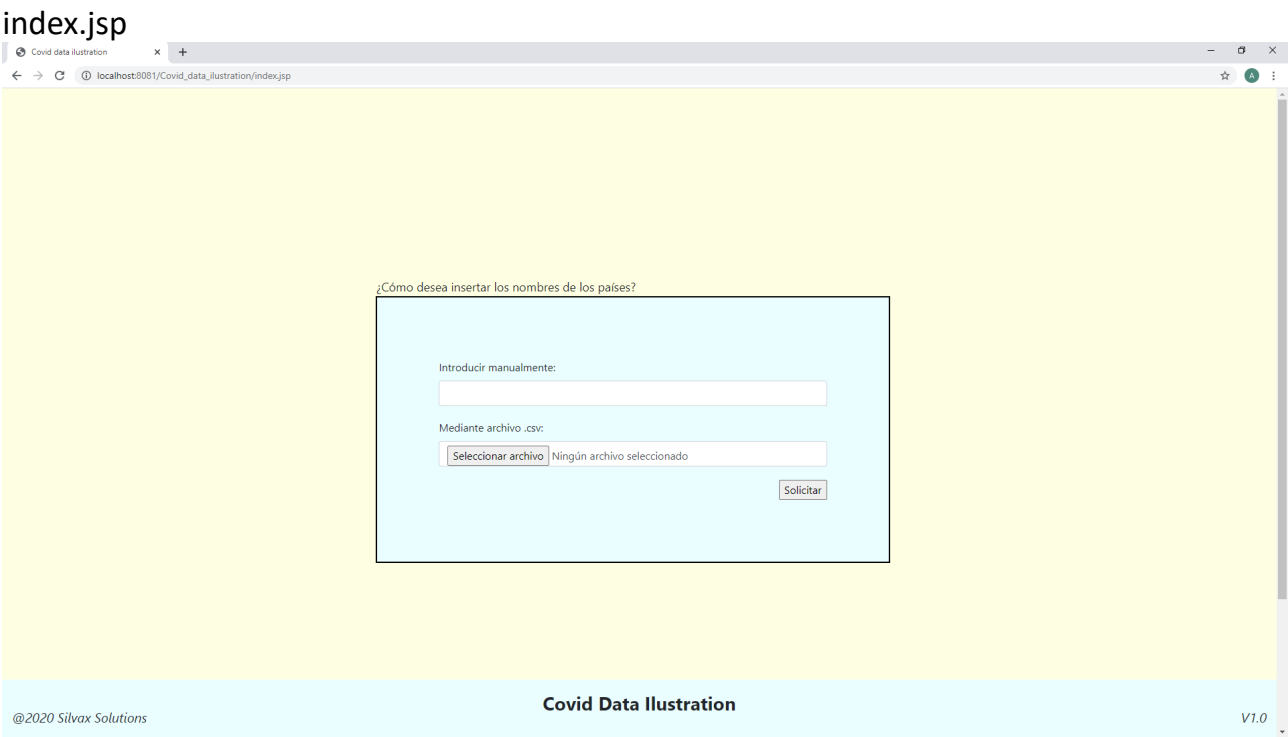 index.jsp
Covid data ilustration
localhost:8081/Covid_data_ilustration/index.jsp
A
¿Cómo desea insertar los nombres de los países?
Introducir manualmente:
Mediante archivo .csv:
Seleccionar archivo Ningún archivo seleccionado
Solicitar
Covid Data Ilustration
@2020 Silvax Solutions
V1.0